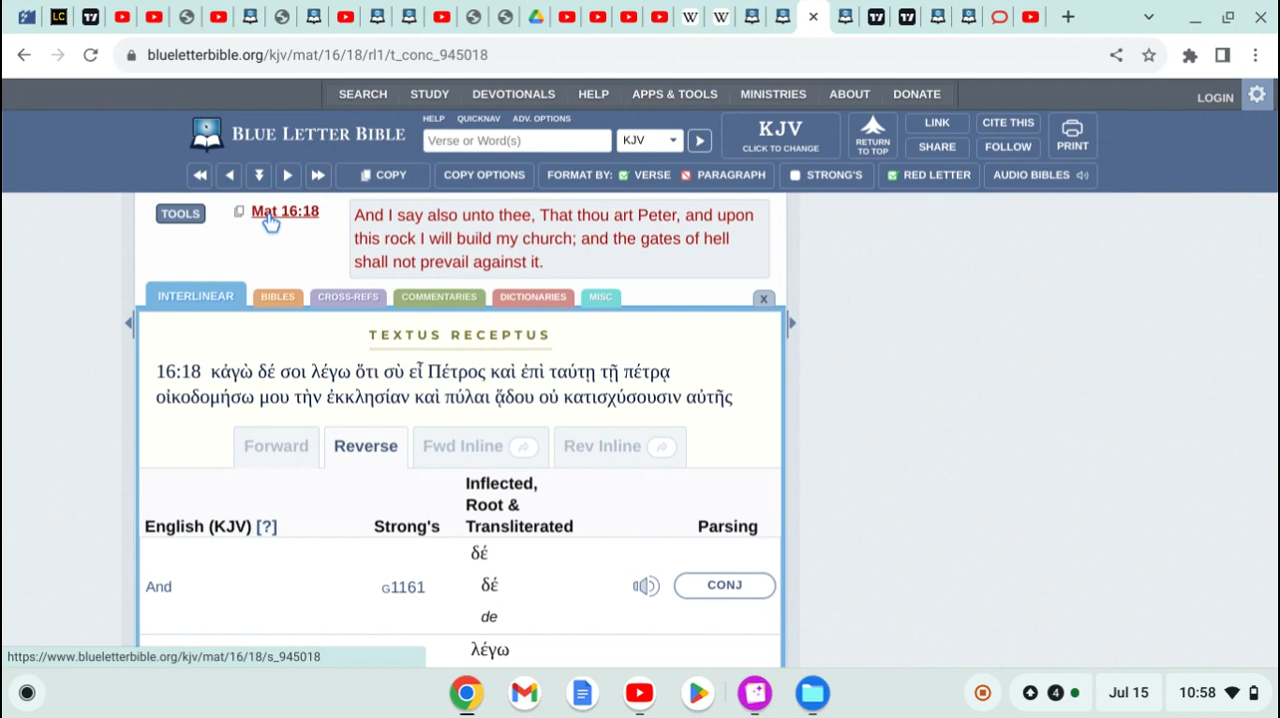 blueletterbible.org/kjv/mat/16/18/rl1/t_conc_945018
SEARCH STUDY DEVOTIONALS HELP APPS & TOOLS MINISTRIES ABOUT DONATE LOGIN
BLUE LETTER BIBLE
HELP QUICKNAV ADV. OPTIONS
Verse or Word(s) KJV
KJV
CLICK TO CHANGE
RETURN
TO TOP
LINK CITE THIS
SHARE FOLLOW
PRINT
COPY COPY OPTIONS FORMAT BY: VERSE PARAGRAPH STRONG'S RED LETTER AUDIO BIBLES
TOOLS Mat 16:18
And I say also unto thee, That thou art Peter, and upon
this rock I will build my church; and the gates of hell
shall not prevail against it.
INTERLINEAR BIBLES CROSS-REFS COMMENTARIES DICTIONARIES MISC X
TEXTUS RECEPTUS
16:18 κἀγὼ δέ σοι λέγω ὅτι σὺ εἶ Πέτρος καὶ ἐπὶ ταύτῃ τῇ πέτρᾳ
οἰκοδομήσω μου τὴν ἐκκλησίαν καὶ πύλαι ᾅδου οὐ κατισχύσουσιν αὐτῆς
Forward Reverse Fwd Inline Rev Inline
English (KJV) [?] Strong's Inflected,
Root &
Transliterated Parsing
δέ
And G1161 δέ CONJ
de
λέγω
https://www.blueletterbible.org/kjv/mat/16/18/s_945018
4 Jul 15 10:58